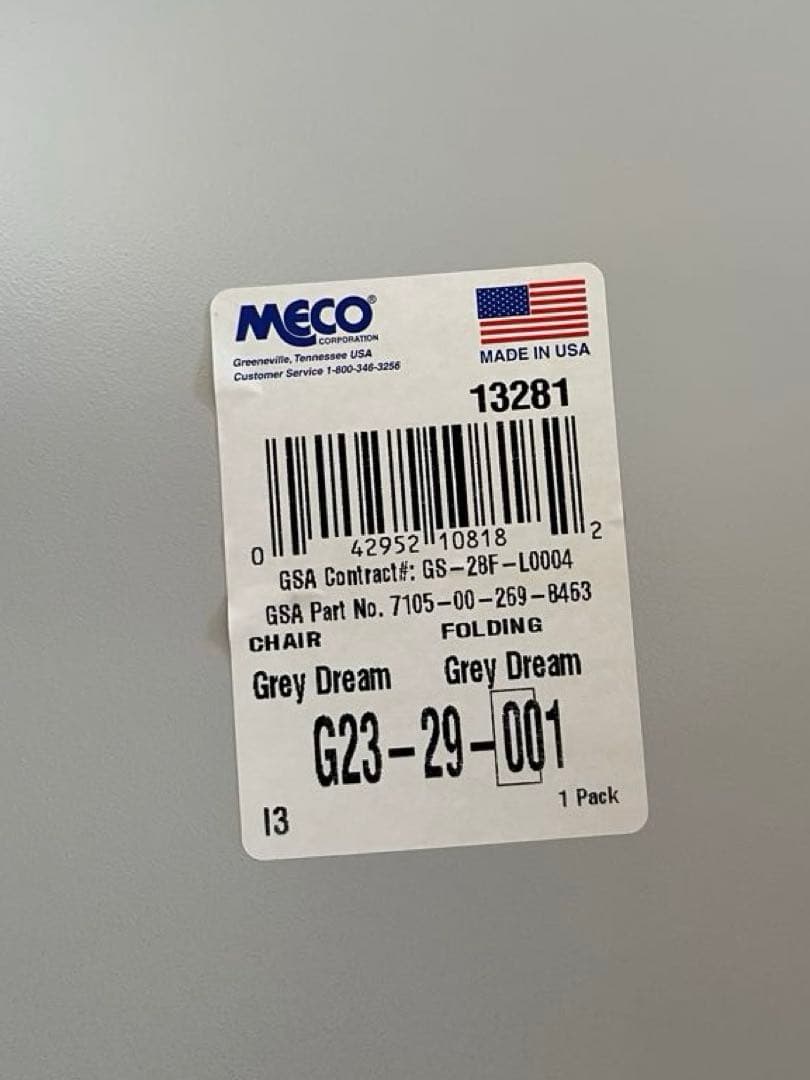 MECO®
CORPORATION
Greeneville, Tennessee USA
Customer Service 1-800-346-3256
MADE IN USA
13281
0 42952 10818 2
GSA Contract#: GS-28F-L0004
GSA Part No. 7105-00-269-8463
CHAIR FOLDING
Grey Dream Grey Dream
G23-29-001
13 1 Pack